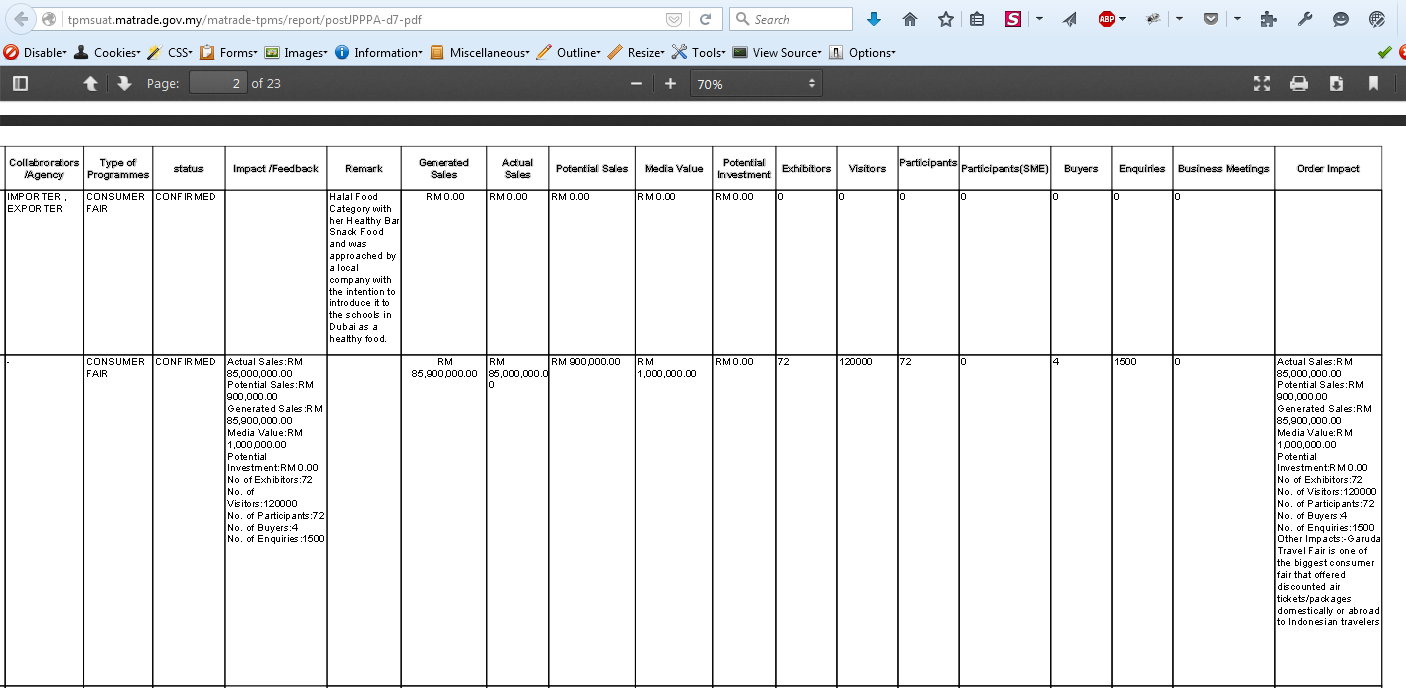 tpmsuat.matrade.gov.my/matrade-tpms/report/postJPPPA-d7-pdf
Search
S
ABP
Disable
Cookies
CSS
Forms
Images
Information
Miscellaneous
Outline
Resize
Tools
View Source
Options
Page: 2 of 23
70%
Collabrorators
/Agency
Type of
Programmes
status
Impact /Feedback
Remark
Generated
Sales
Actual
Sales
Potential Sales
Media Value
Potential
Investment
Exhibitors
Visitors
Participants
Participants(SME)
Buyers
Enquiries
Business Meetings
Order Impact
IMPORTER ,
EXPORTER
CONSUMER
FAIR
CONFIRMED
Halal Food
Category with
her Healthy Bar
Snack Food
and was
approached by
a local
company with
the intention to
introduce it to
the schools in
Dubai as a
healthy food.
RM 0.00
RM 0.00
RM 0.00
RM 0.00
RM 0.00
0
0
0
0
0
0
0
-
CONSUMER
FAIR
CONFIRMED
Actual Sales:RM
85,000,000.00
Potential Sales:RM
900,000.00
Generated Sales:RM
85,900,000.00
Media Value:RM
1,000,000.00
Potential
Investment:RM 0.00
No of Exhibitors:72
No. of
Visitors:120000
No. of Participants:72
No. of Buyers:4
No. of Enquiries:1500
RM
85,900,000.00
RM
85,000,000.0
0
RM 900,000.00
RM
1,000,000.00
RM 0.00
72
120000
72
0
4
1500
0
Actual Sales:RM
85,000,000.00
Potential Sales:RM
900,000.00
Generated Sales:RM
85,900,000.00
Media Value:RM
1,000,000.00
Potential
Investment:RM 0.00
No of Exhibitors:72
No. of Visitors:120000
No. of Participants:72
No. of Buyers:4
No. of Enquiries:1500
Other Impacts:-Garuda
Travel Fair is one of
the biggest consumer
fair that offered
discounted air
tickets/packages
domestically or abroad
to Indonesian travelers